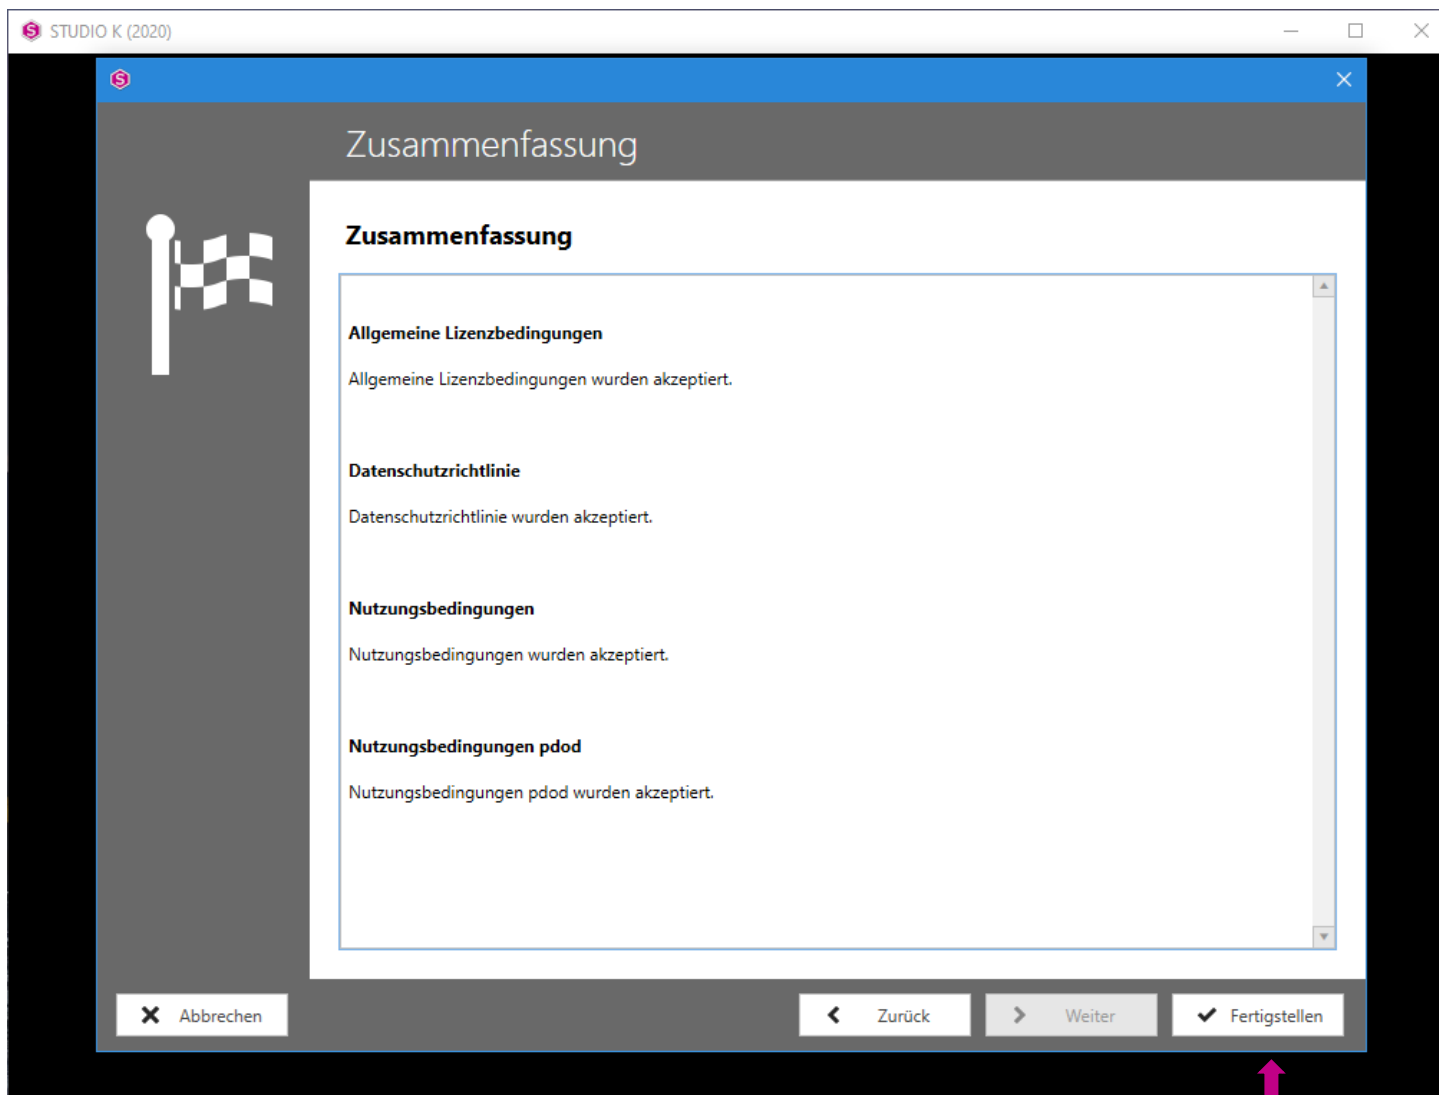 STUDIO K (2020)
Zusammenfassung
Zusammenfassung
Allgemeine Lizenzbedingungen
Allgemeine Lizenzbedingungen wurden akzeptiert.
Datenschutzrichtlinie
Datenschutzrichtlinie wurden akzeptiert.
Nutzungsbedingungen
Nutzungsbedingungen wurden akzeptiert.
Nutzungsbedingungen pdod
Nutzungsbedingungen pdod wurden akzeptiert.
Abbrechen
Zurück
Weiter
Fertigstellen